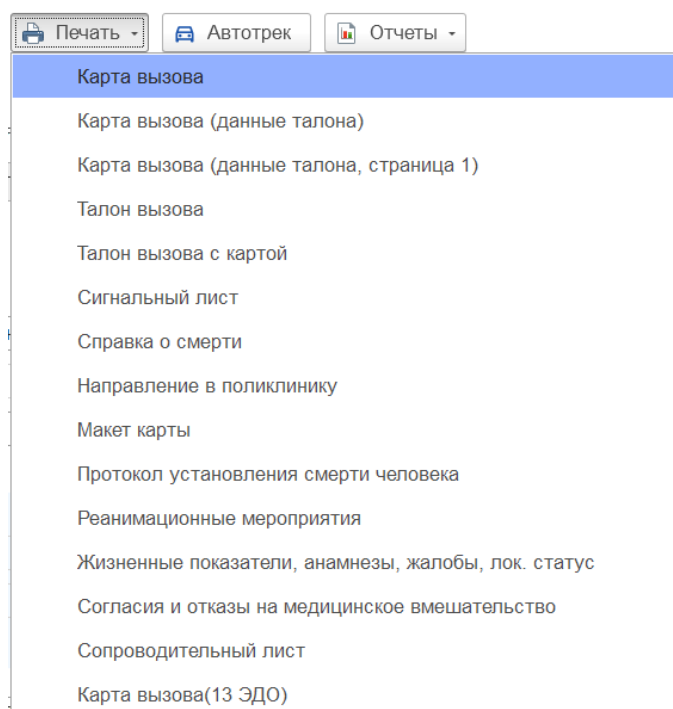 Печать Автотрек Отчеты
Карта вызова
Карта вызова (данные талона)
Карта вызова (данные талона, страница 1)
Талон вызова
Талон вызова с картой
Сигнальный лист
Справка о смерти
Направление в поликлинику
Макет карты
Протокол установления смерти человека
Реанимационные мероприятия
Жизненные показатели, анамнезы, жалобы, лок. статус
Согласия и отказы на медицинское вмешательство
Сопроводительный лист
Карта вызова(13 ЭДО)